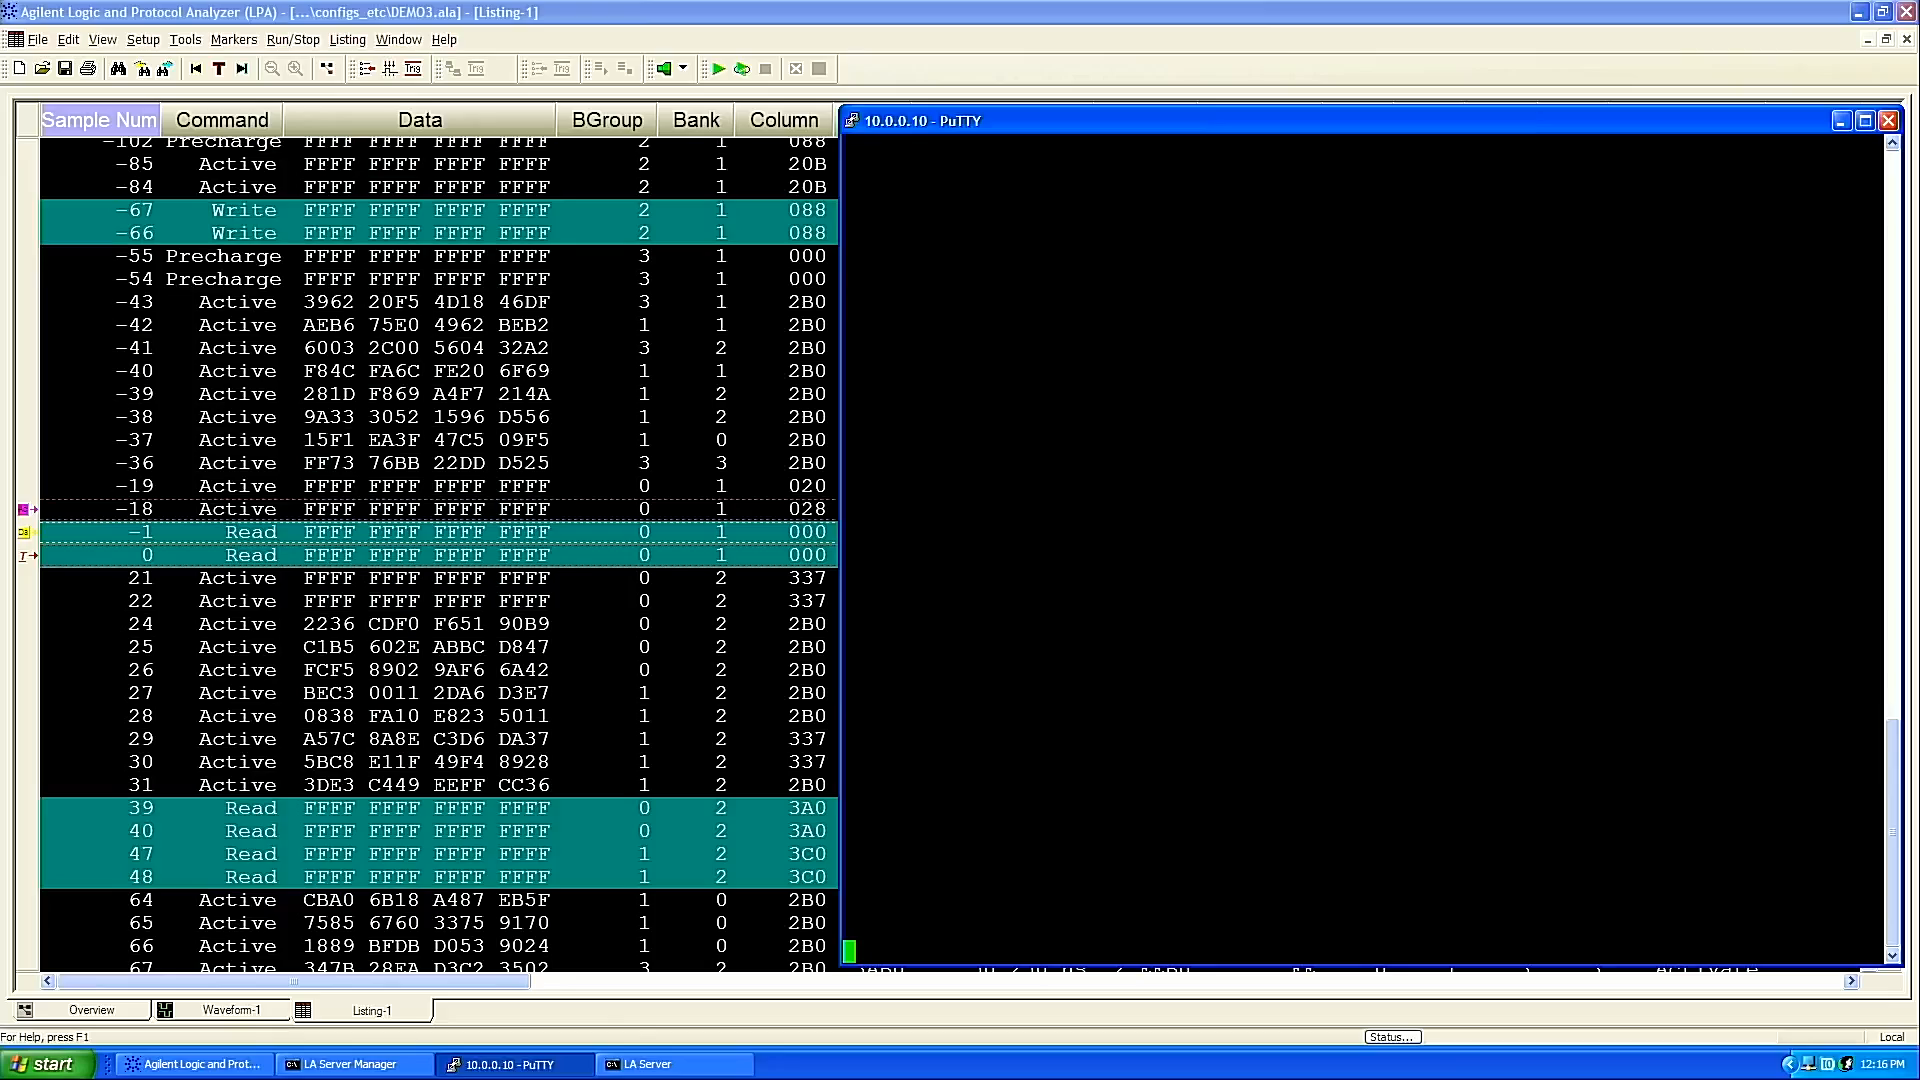 Agilent Logic and Protocol Analyzer (LPA) - [...\configs_etc\DEMO3.ala] - [Listing-1]
File Edit View Setup Tools Markers Run/Stop Listing Window Help
Sample Num Command Data BGroup Bank Column
-102 Precharge FFFF FFFF FFFF FFFF 2 1 088
-85 Active FFFF FFFF FFFF FFFF 2 1 20B
-84 Active FFFF FFFF FFFF FFFF 2 1 20B
-67 Write FFFF FFFF FFFF FFFF 2 1 088
-66 Write FFFF FFFF FFFF FFFF 2 1 088
-55 Precharge FFFF FFFF FFFF FFFF 3 1 000
-54 Precharge FFFF FFFF FFFF FFFF 3 1 000
-43 Active 3962 20F5 4D18 46DF 3 1 2B0
-42 Active AEB6 75E0 4962 BEB2 1 1 2B0
-41 Active 6003 2C00 5604 32A2 3 2 2B0
-40 Active F84C FA6C FE20 6F69 1 1 2B0
-39 Active 281D F869 A4F7 214A 1 2 2B0
-38 Active 9A33 3052 1596 D556 1 2 2B0
-37 Active 15F1 EA3F 47C5 09F5 1 0 2B0
-36 Active FF73 76BB 22DD D525 3 3 2B0
-19 Active FFFF FFFF FFFF FFFF 0 1 020
-18 Active FFFF FFFF FFFF FFFF 0 1 028
-1 Read FFFF FFFF FFFF FFFF 0 1 000
0 Read FFFF FFFF FFFF FFFF 0 1 000
21 Active FFFF FFFF FFFF FFFF 0 2 337
22 Active FFFF FFFF FFFF FFFF 0 2 337
24 Active 2236 CDF0 F651 90B9 0 2 2B0
25 Active C1B5 602E ABBC D847 0 2 2B0
26 Active FCF5 8902 9AF6 6A42 0 2 2B0
27 Active BEC3 0011 2DA6 D3E7 1 2 2B0
28 Active 0838 FA10 E823 5011 1 2 2B0
29 Active A57C 8A8E C3D6 DA37 1 2 337
30 Active 5BC8 E11F 49F4 8928 1 2 337
31 Active 3DE3 C449 EEFF CC36 1 2 2B0
39 Read FFFF FFFF FFFF FFFF 0 2 3A0
40 Read FFFF FFFF FFFF FFFF 0 2 3A0
47 Read FFFF FFFF FFFF FFFF 1 2 3C0
48 Read FFFF FFFF FFFF FFFF 1 2 3C0
64 Active CBA0 6B18 A487 EB5F 1 0 2B0
65 Active 7585 6760 3375 9170 1 0 2B0
66 Active 1889 BFDB D053 9024 1 0 2B0
67 Active 347B 28EA D3C2 3502 3 2 2B0
10.0.0.10 - PuTTY
Overview Waveform-1 Listing-1
For Help, press F1 Status... Local
start Agilent Logic and Prot... LA Server Manager 10.0.0.10 - PuTTY LA Server 12:16 PM